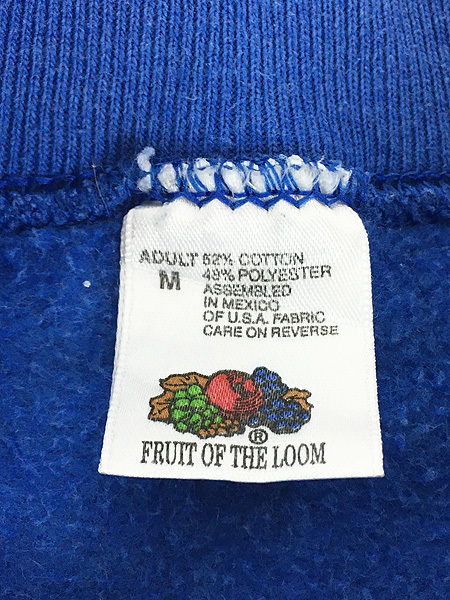 ADULT 52% COTTON
M 48% POLYESTER
ASSEMBLED
IN MEXICO
OF U.S.A. FABRIC
CARE ON REVERSE
®
FRUIT OF THE LOOM